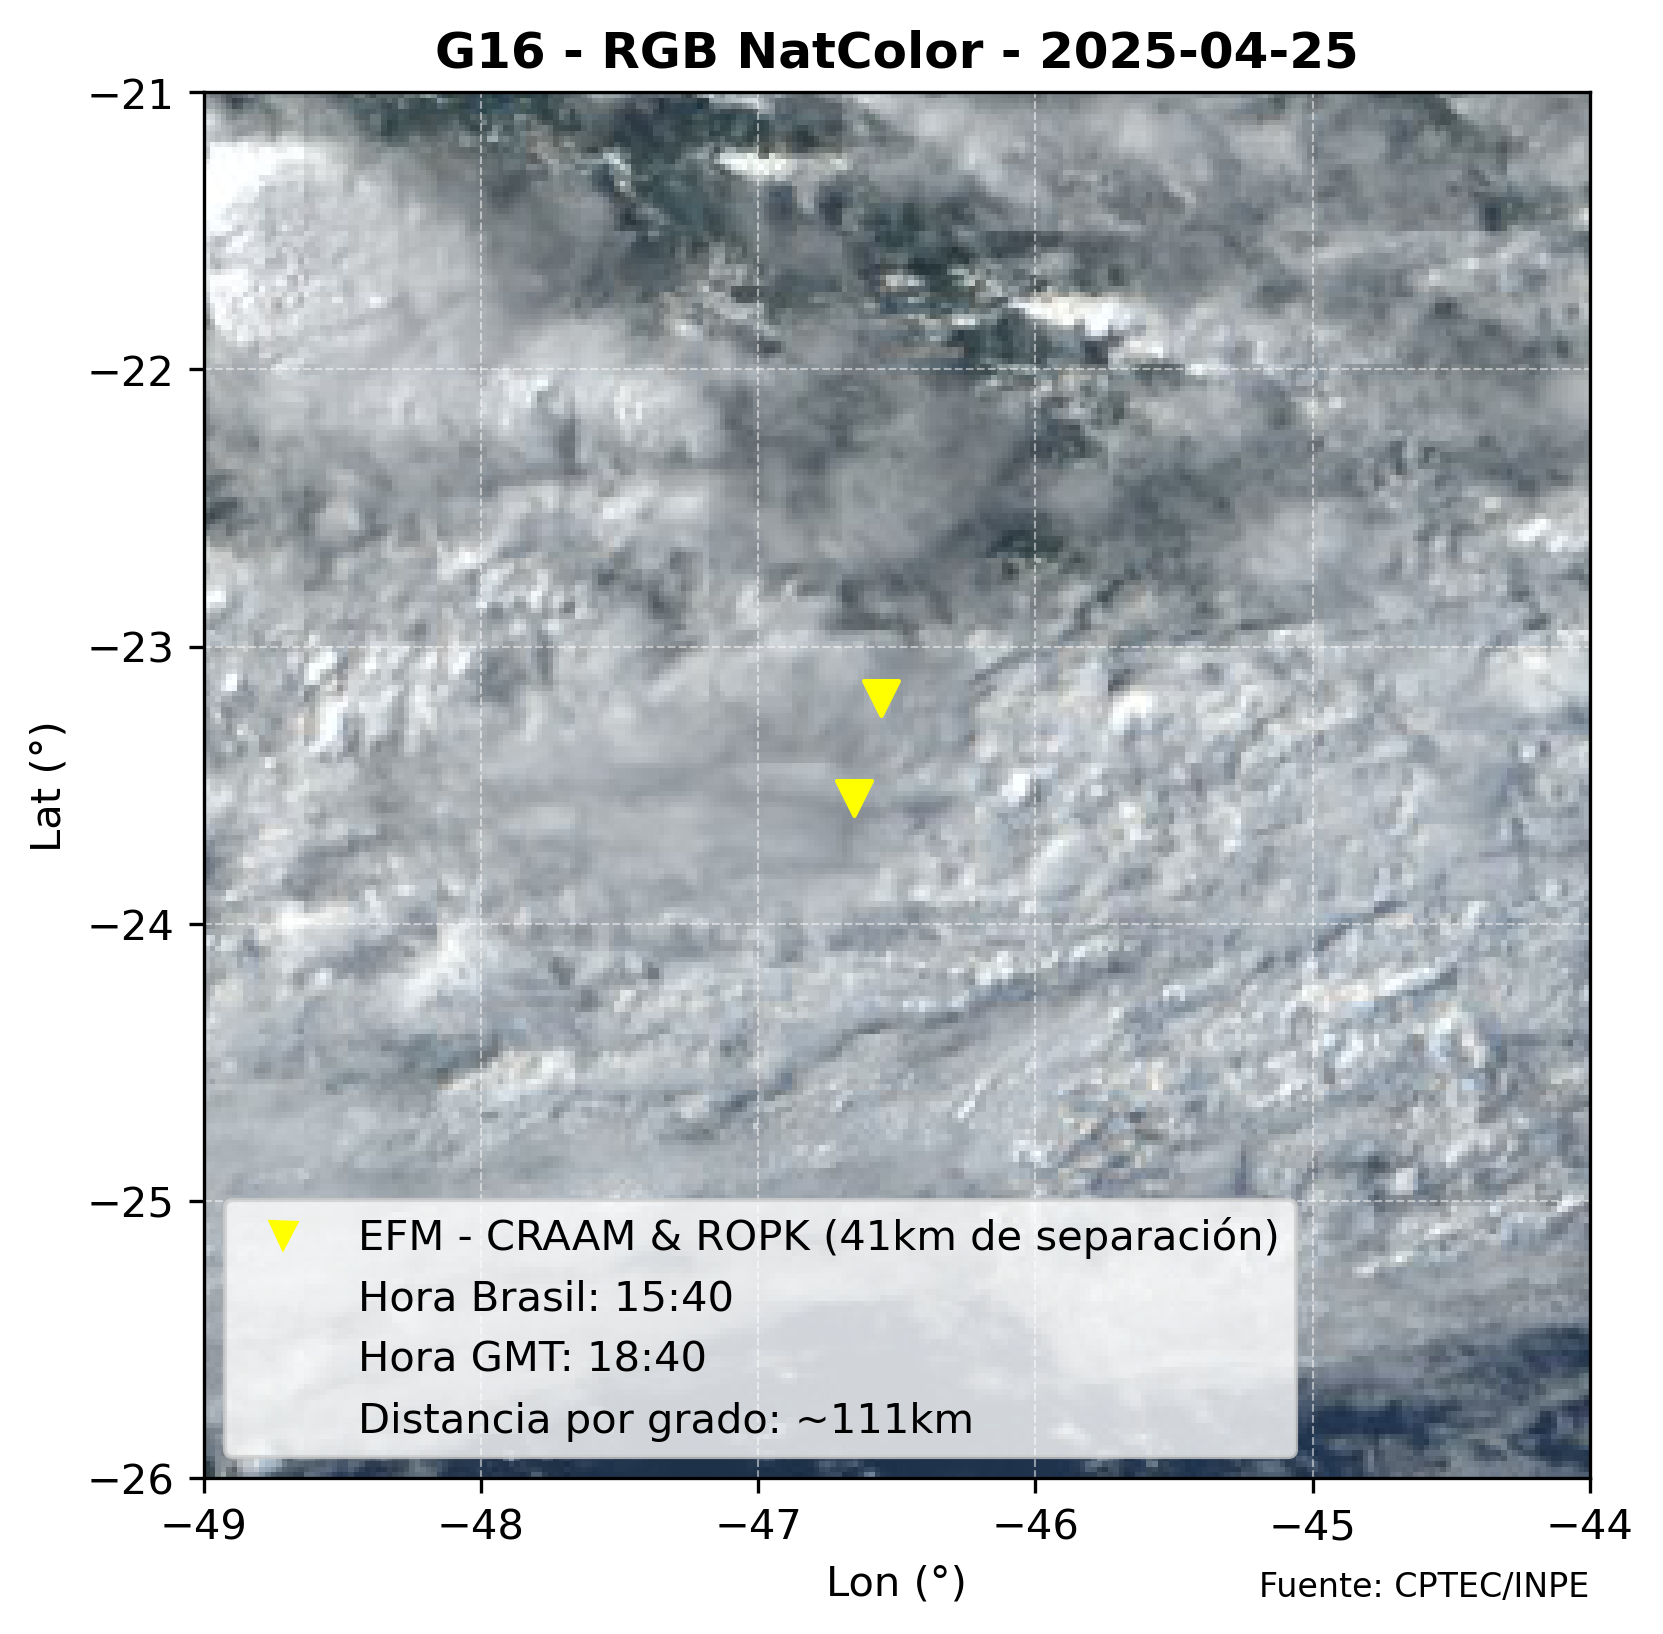 G16 - RGB NatColor - 2025-04-25
−21
−22
−23
−24
−25
−26
Lat (°)
EFM - CRAAM & ROPK (41km de separación)
Hora Brasil: 15:40
Hora GMT: 18:40
Distancia por grado: ~111km
−49 −48 −47 −46 −45 −44
Lon (°)
Fuente: CPTEC/INPE